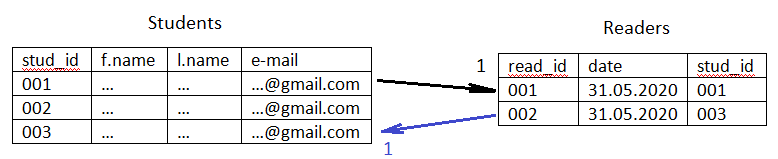 Students
Readers
stud_id f.name l.name e-mail
001 ... ... ...@gmail.com
002 ... ... ...@gmail.com
003 ... ... ...@gmail.com
1
read_id date stud_id
001 31.05.2020 001
002 31.05.2020 003
1